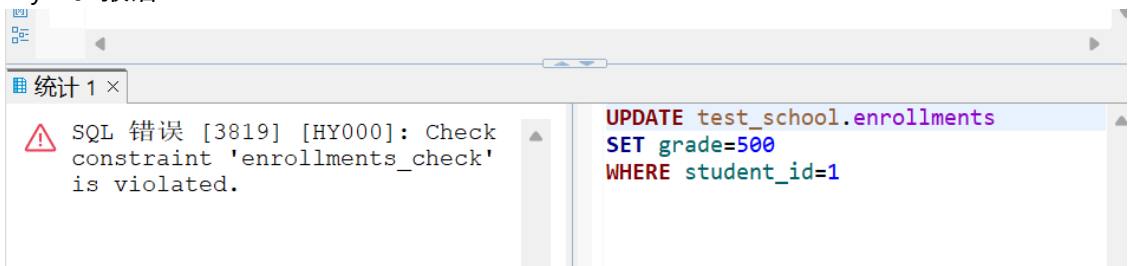 统计 1 ×
SQL 错误 [3819] [HY000]: Check
constraint 'enrollments_check'
is violated.
UPDATE test_school.enrollments
SET grade=500
WHERE student_id=1